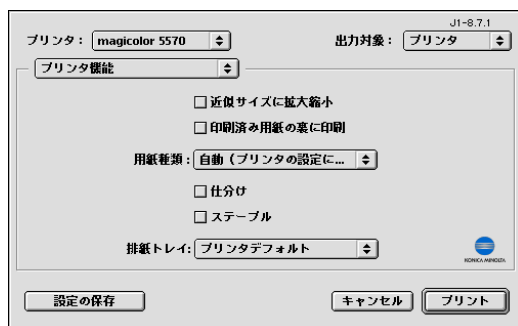 J1-8.7.1
プリンタ： magicolor 5570 出力対象： プリンタ
プリンタ機能
近似サイズに拡大縮小
印刷済み用紙の裏に印刷
用紙種類： 自動（プリンタの設定に...
仕分け
ステープル
排紙トレイ： プリンタデフォルト
KONICA MINOLTA
設定の保存 キャンセル プリント